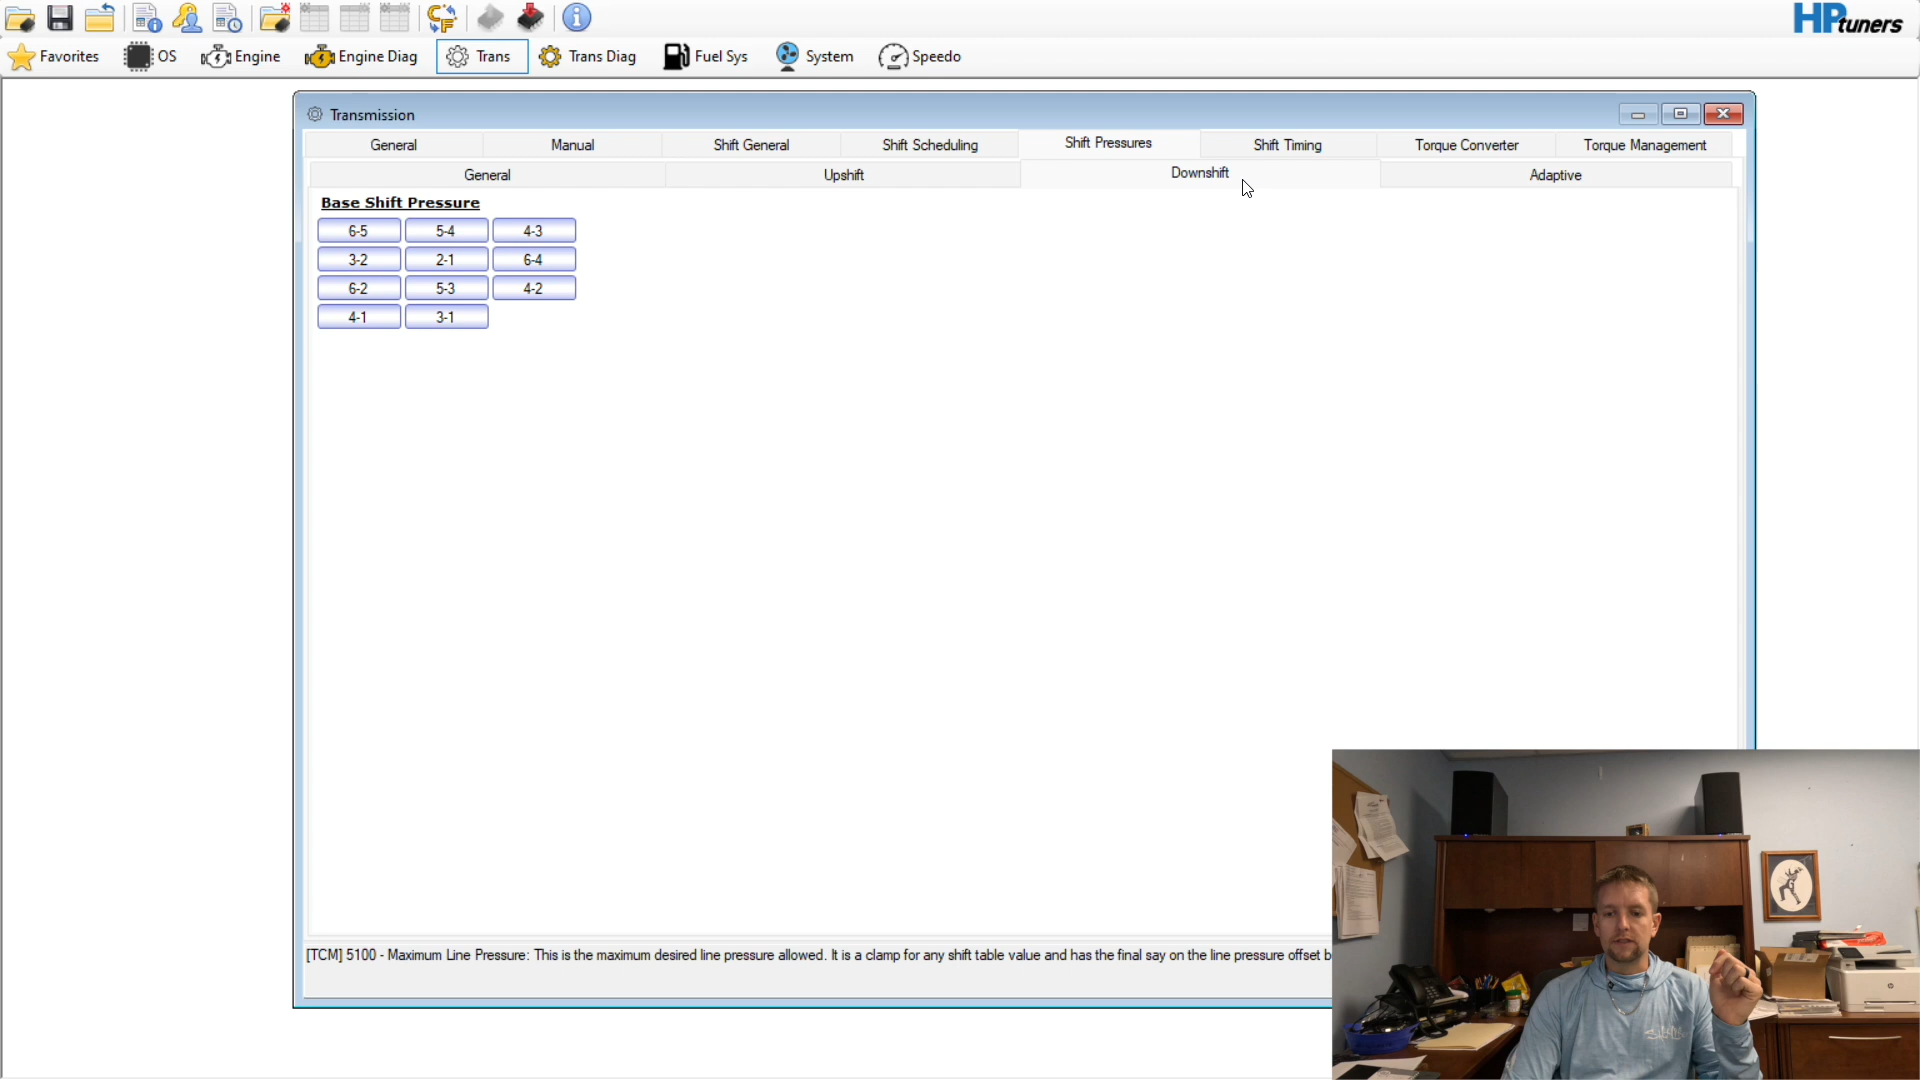 HPtuners
Favorites OS Engine Engine Diag Trans Trans Diag Fuel Sys System Speedo
Transmission
General Manual Shift General Shift Scheduling Shift Pressures Shift Timing Torque Converter Torque Management
General Upshift Downshift Adaptive
Base Shift Pressure
6-5 5-4 4-3
3-2 2-1 6-4
6-2 5-3 4-2
4-1 3-1
[TCM] 5100 - Maximum Line Pressure: This is the maximum desired line pressure allowed. It is a clamp for any shift table value and has the final say on the line pressure offset b